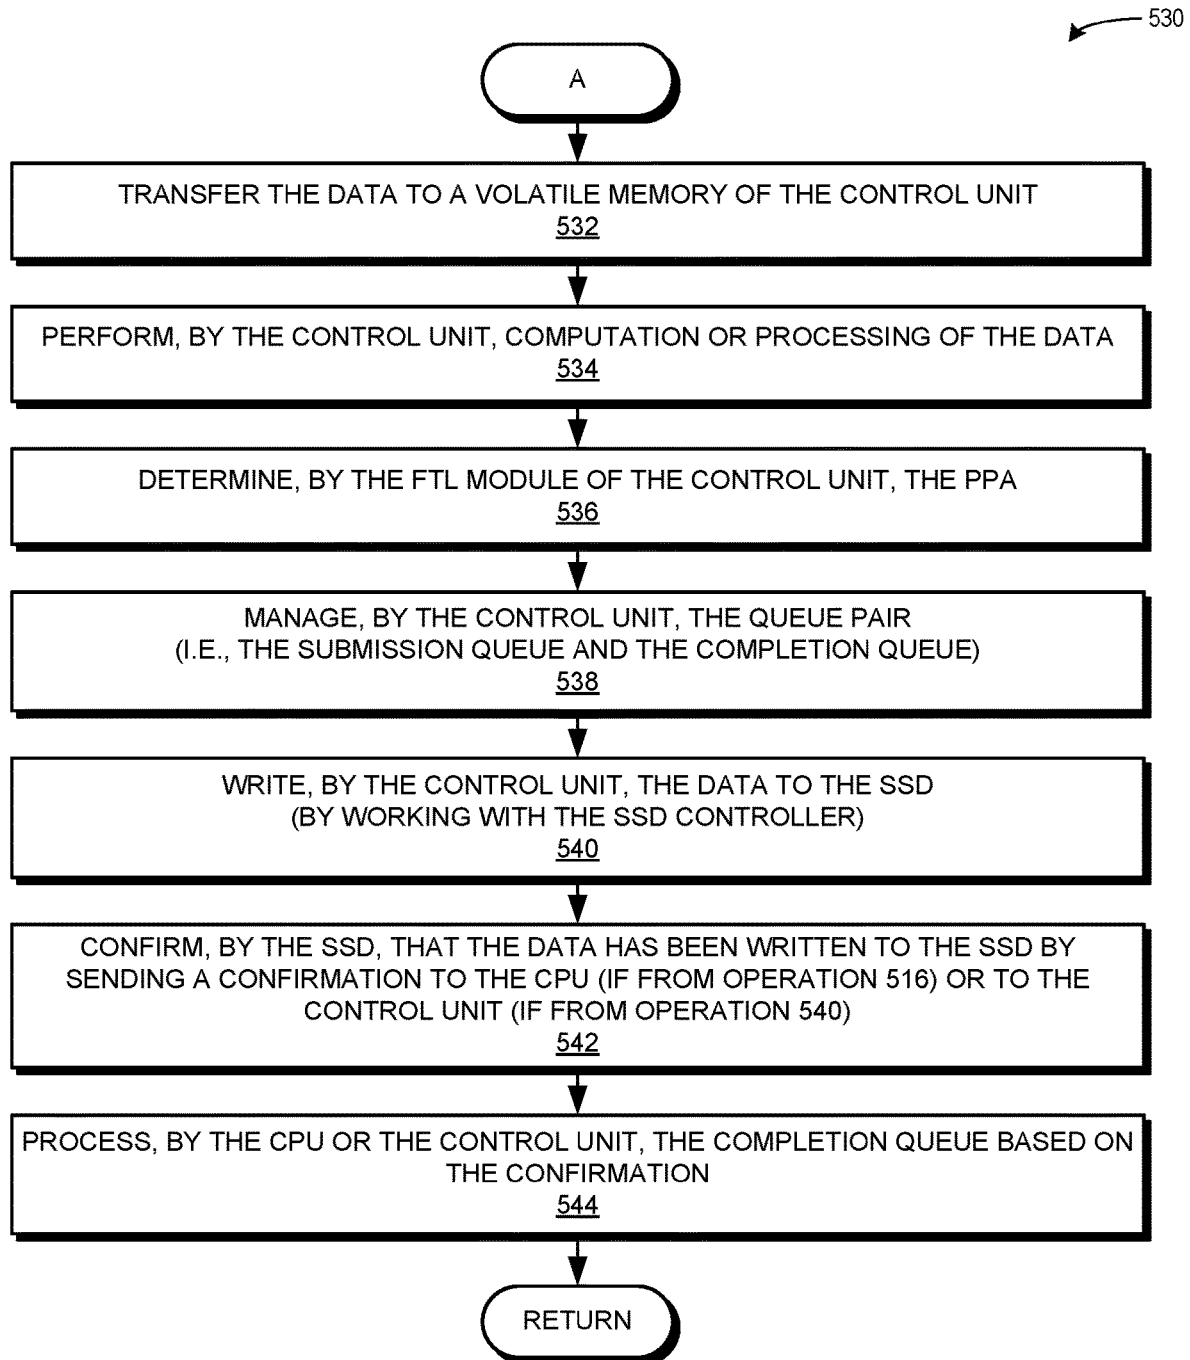 530
A
TRANSFER THE DATA TO A VOLATILE MEMORY OF THE CONTROL UNIT
532
PERFORM, BY THE CONTROL UNIT, COMPUTATION OR PROCESSING OF THE DATA
534
DETERMINE, BY THE FTL MODULE OF THE CONTROL UNIT, THE PPA
536
MANAGE, BY THE CONTROL UNIT, THE QUEUE PAIR
(I.E., THE SUBMISSION QUEUE AND THE COMPLETION QUEUE)
538
WRITE, BY THE CONTROL UNIT, THE DATA TO THE SSD
(BY WORKING WITH THE SSD CONTROLLER)
540
CONFIRM, BY THE SSD, THAT THE DATA HAS BEEN WRITTEN TO THE SSD BY
SENDING A CONFIRMATION TO THE CPU (IF FROM OPERATION 516) OR TO THE
CONTROL UNIT (IF FROM OPERATION 540)
542
PROCESS, BY THE CPU OR THE CONTROL UNIT, THE COMPLETION QUEUE BASED ON
THE CONFIRMATION
544
RETURN